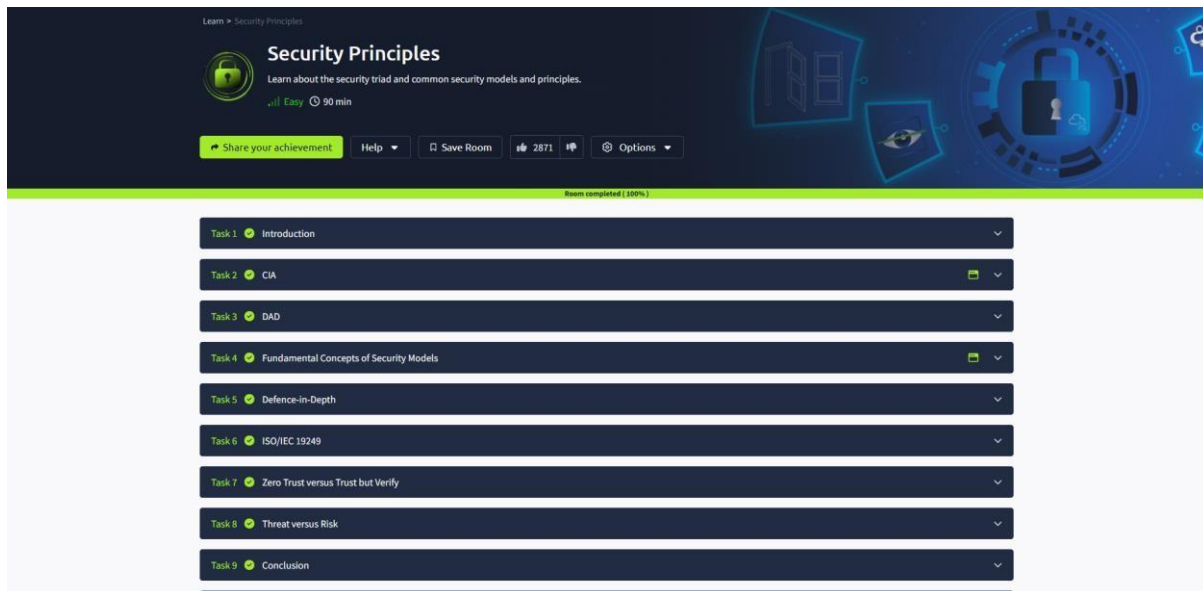 Learn > Security Principles
Security Principles
Learn about the security triad and common security models and principles.
Easy 90 min
Share your achievement Help Save Room 2871 Options
Room completed ( 100% )
Task 1 Introduction
Task 2 CIA
Task 3 DAD
Task 4 Fundamental Concepts of Security Models
Task 5 Defence-in-Depth
Task 6 ISO/IEC 19249
Task 7 Zero Trust versus Trust but Verify
Task 8 Threat versus Risk
Task 9 Conclusion